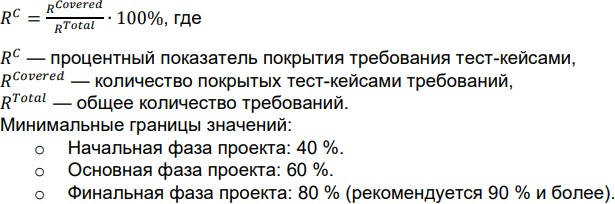 R^C = R^Covered / R^Total · 100%, где
R^C — процентный показатель покрытия требования тест-кейсами,
R^Covered — количество покрытых тест-кейсами требований,
R^Total — общее количество требований.
Минимальные границы значений:
o Начальная фаза проекта: 40 %.
o Основная фаза проекта: 60 %.
o Финальная фаза проекта: 80 % (рекомендуется 90 % и более).